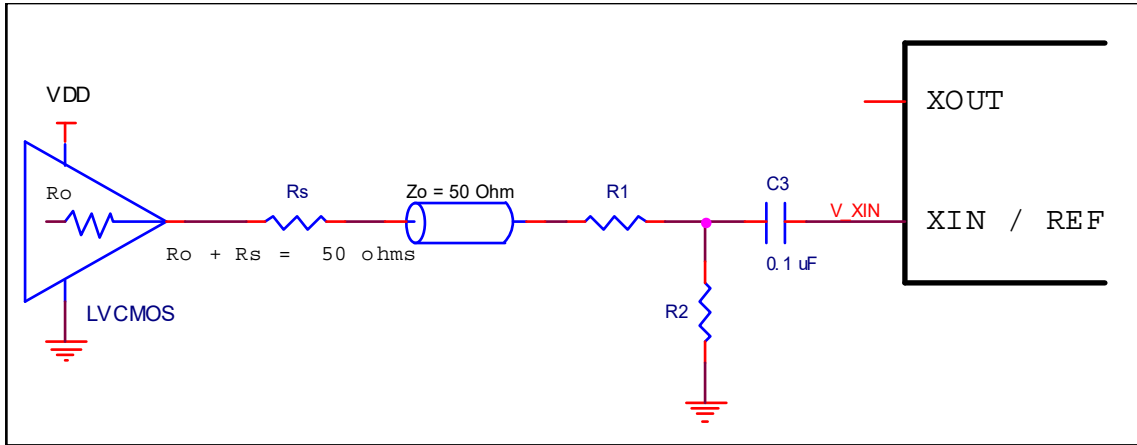 VDD
XOUT
Ro
Rs
Zo = 50 Ohm
R1
C3
V_XIN
XIN / REF
Ro + Rs = 50 ohms
0.1 uF
LVCMOS
R2